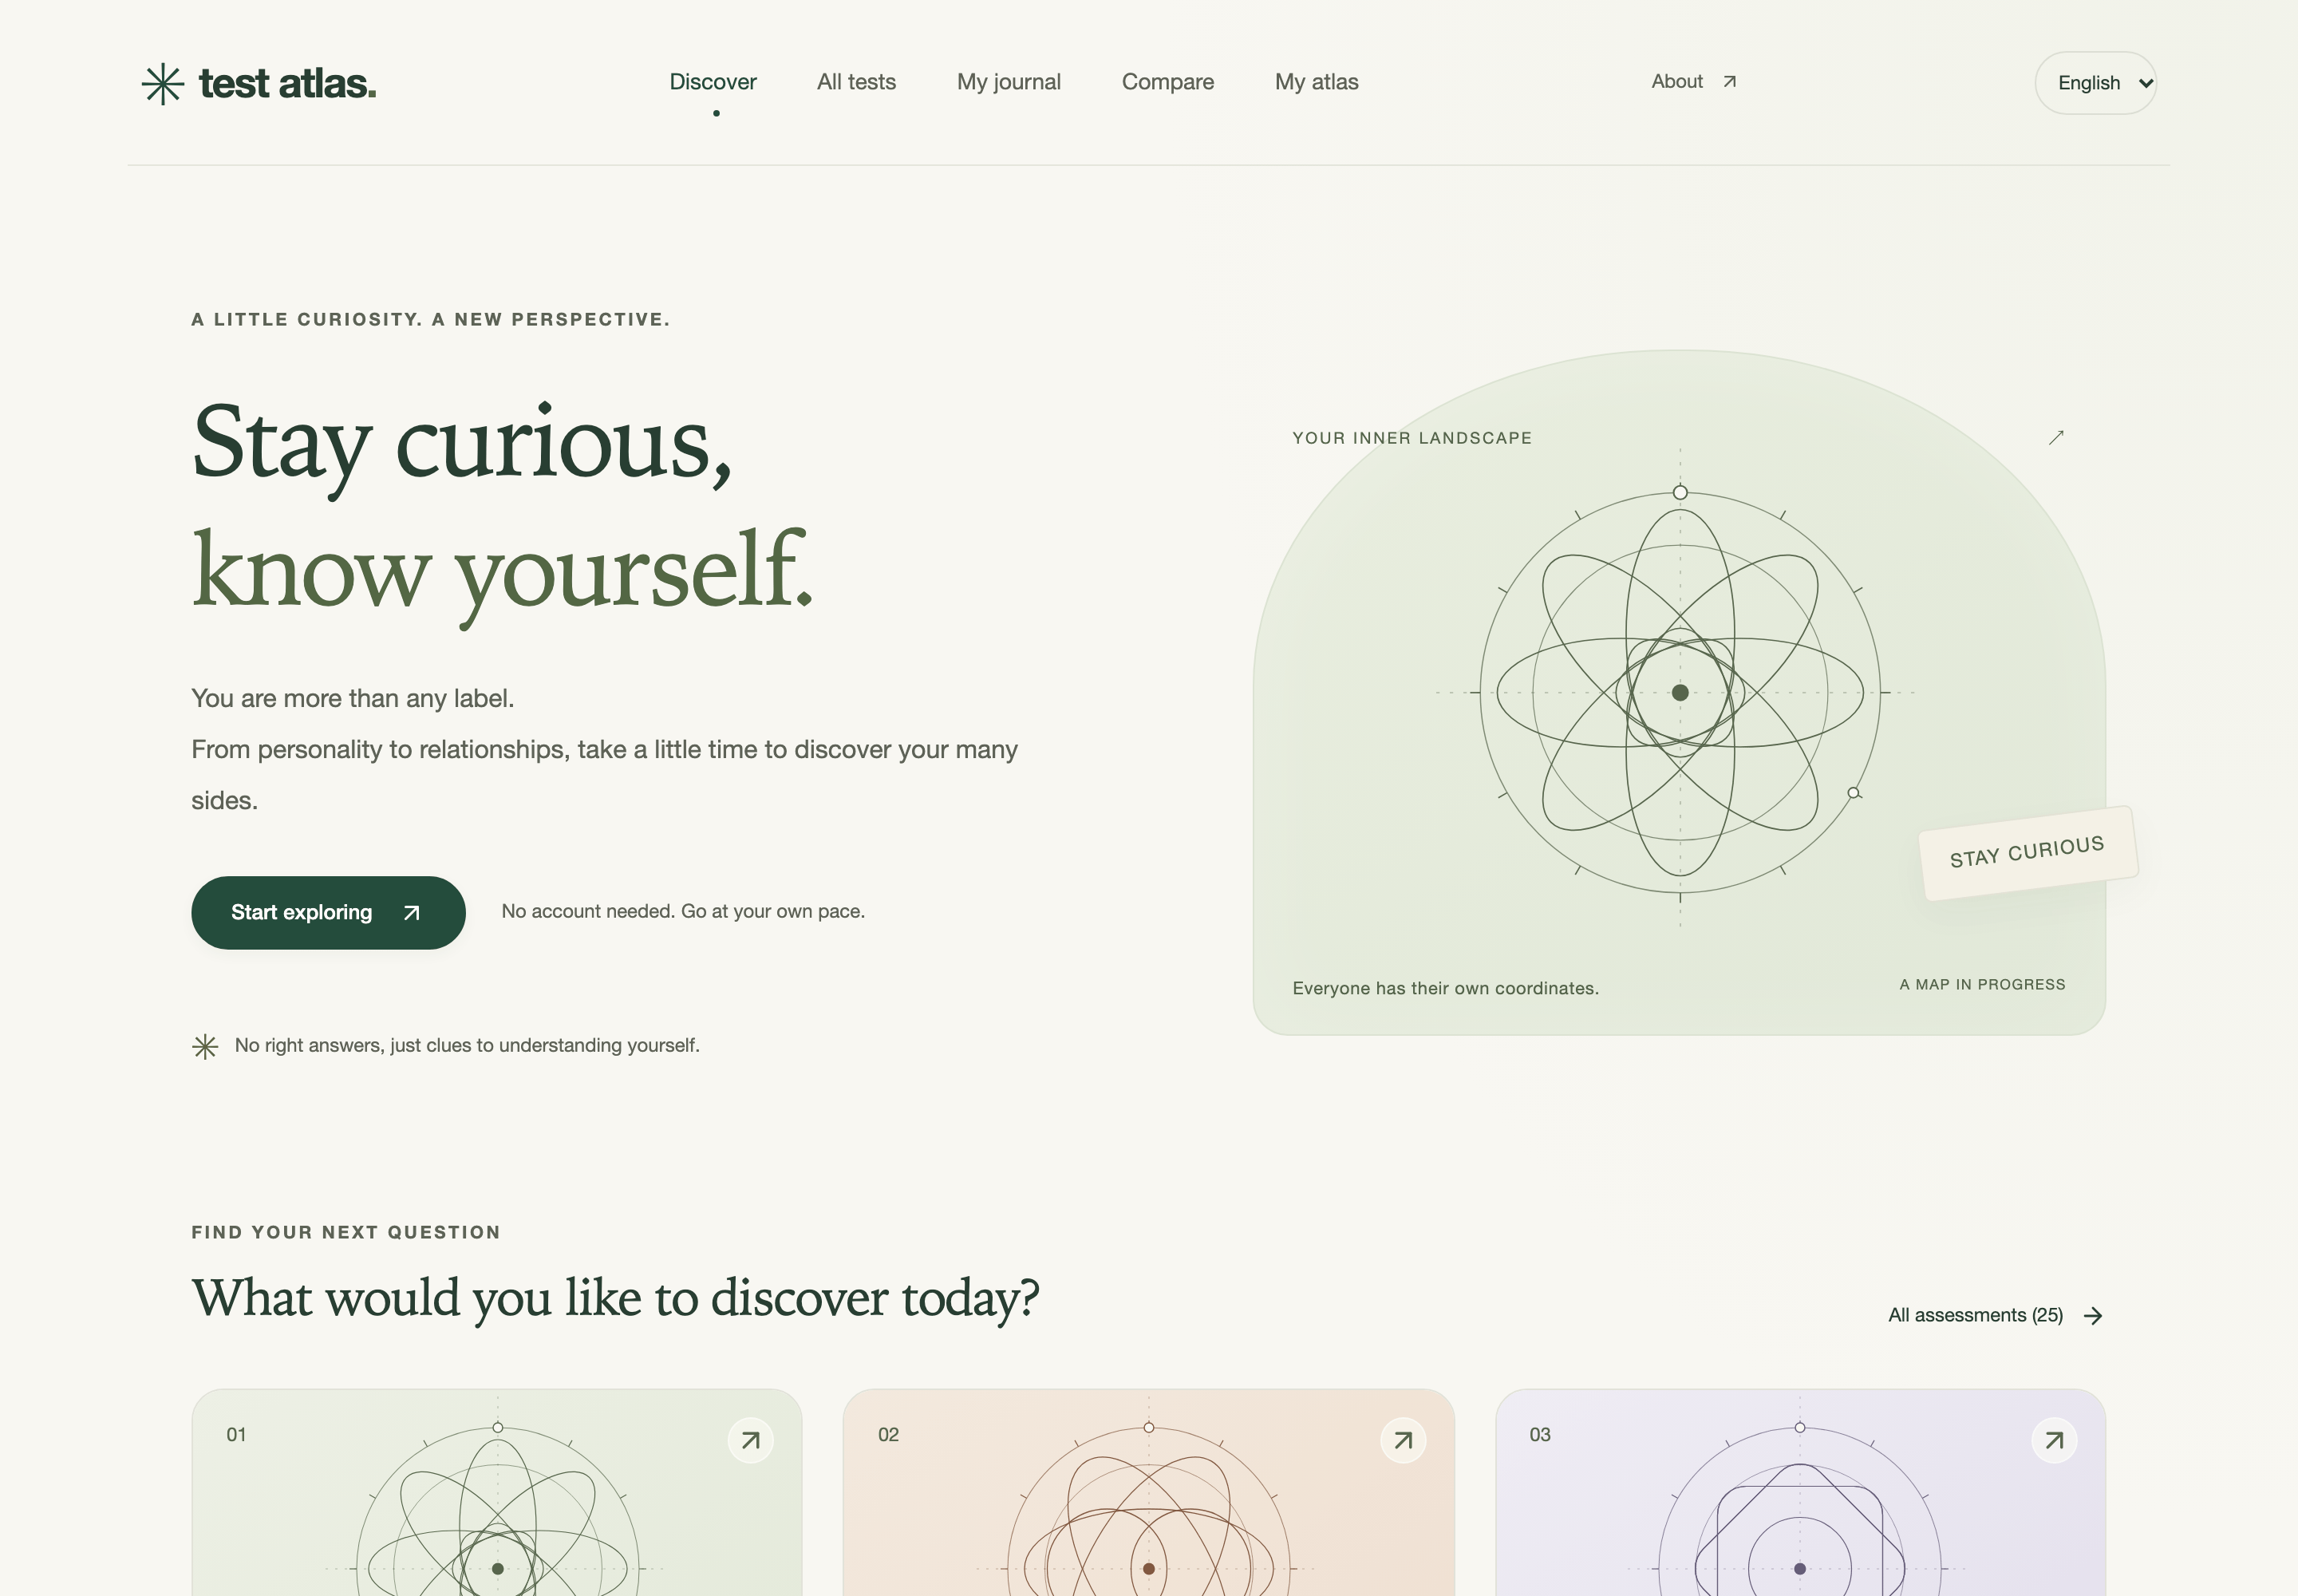 test atlas.
Discover
All tests
My journal
Compare
My atlas
About
English
A LITTLE CURIOSITY. A NEW PERSPECTIVE.
Stay curious,
know yourself.
You are more than any label.
From personality to relationships, take a little time to discover your many
sides.
Start exploring
No account needed. Go at your own pace.
No right answers, just clues to understanding yourself.
YOUR INNER LANDSCAPE
STAY CURIOUS
Everyone has their own coordinates.
A MAP IN PROGRESS
FIND YOUR NEXT QUESTION
What would you like to discover today?
All assessments (25)
01
02
03